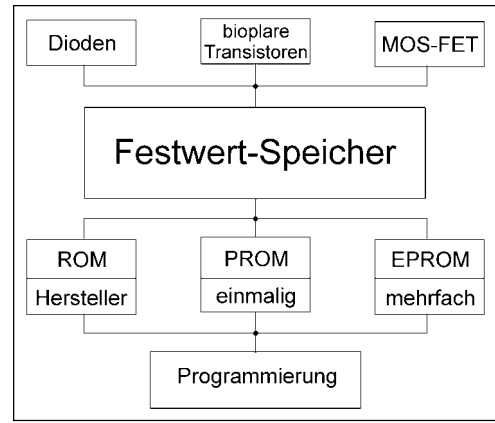 Dioden
bioplare
Transistoren
MOS-FET
Festwert-Speicher
ROM
PROM
EPROM
Hersteller
einmalig
mehrfach
Programmierung